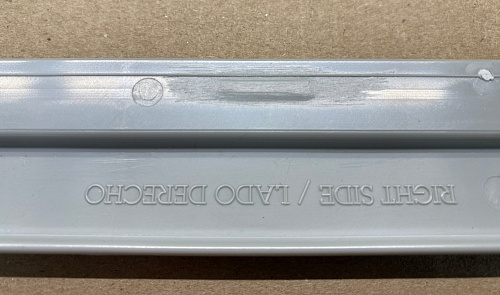 RIGHT SIDE / LADO DERECHO